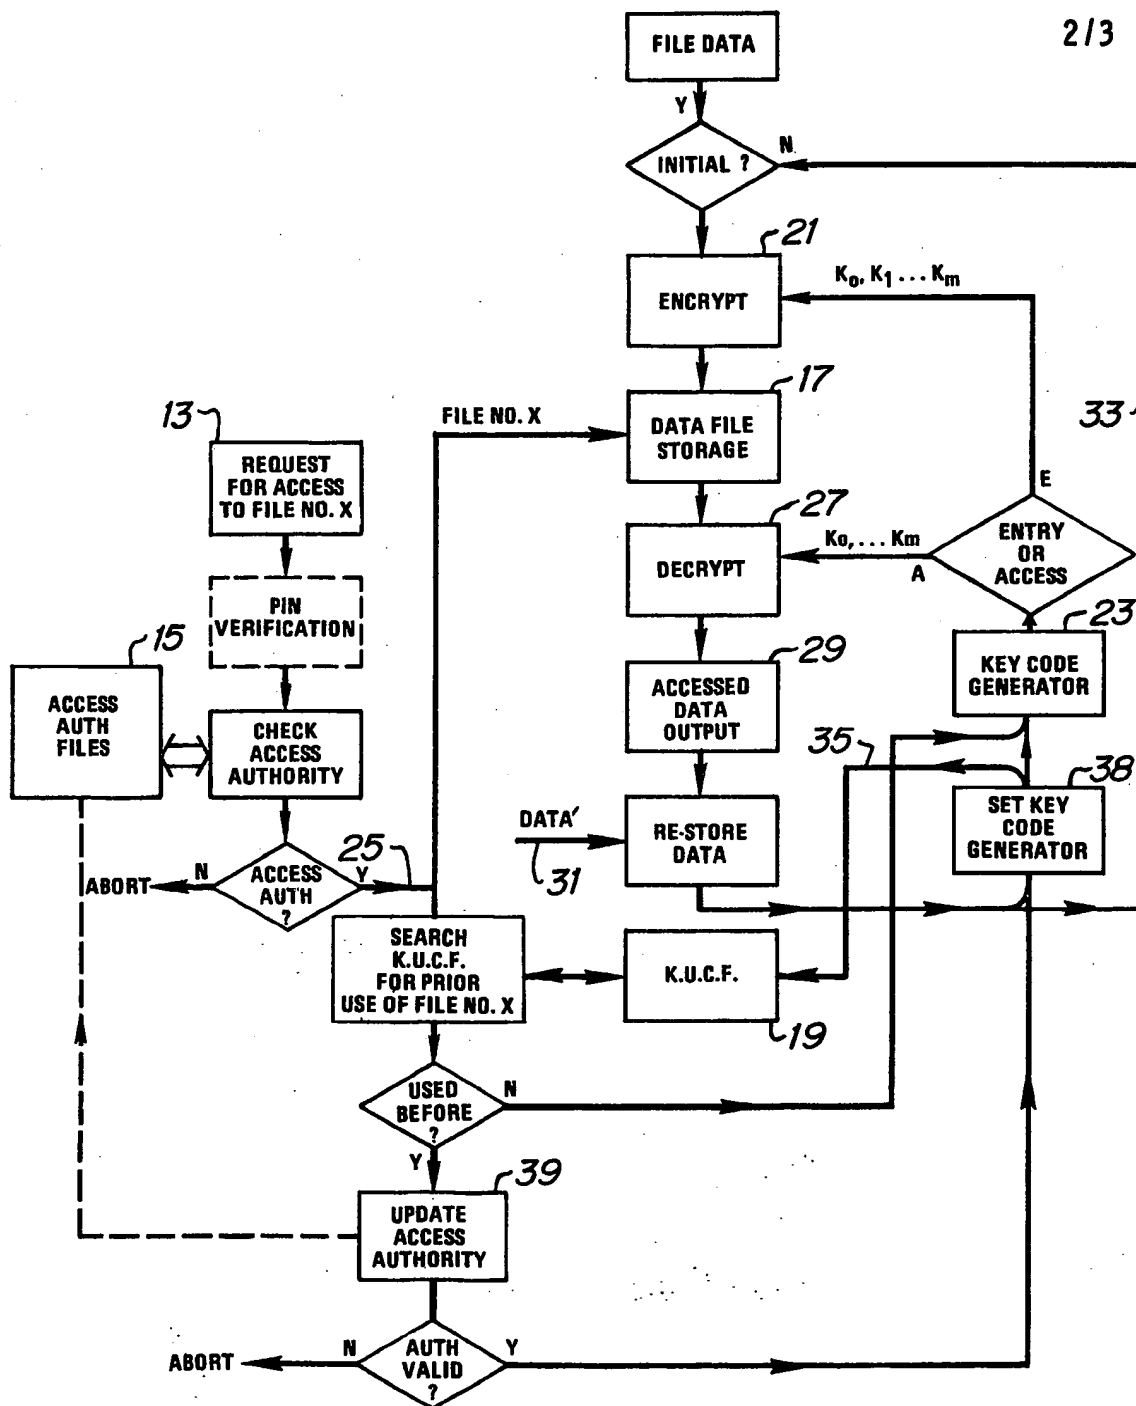 2/3
FILE DATA
Y
INITIAL ?
N
21
ENCRYPT
K₀, K₁ ... Kₘ
17
FILE NO. X
DATA FILE
STORAGE
33
13
REQUEST
FOR ACCESS
TO FILE NO. X
E
27
DECRYPT
K₀, ... Kₘ
A
ENTRY
OR
ACCESS
PIN
VERIFICATION
15
ACCESS
AUTH
FILES
CHECK
ACCESS
AUTHORITY
29
ACCESSED
DATA
OUTPUT
23
KEY CODE
GENERATOR
35
38
SET KEY
CODE
GENERATOR
DATA′
31
RE-STORE
DATA
ABORT
N
ACCESS
AUTH
?
Y
25
SEARCH
K.U.C.F.
FOR PRIOR
USE OF FILE NO. X
K.U.C.F.
19
USED
BEFORE
?
N
Y
39
UPDATE
ACCESS
AUTHORITY
ABORT
N
AUTH
VALID
?
Y